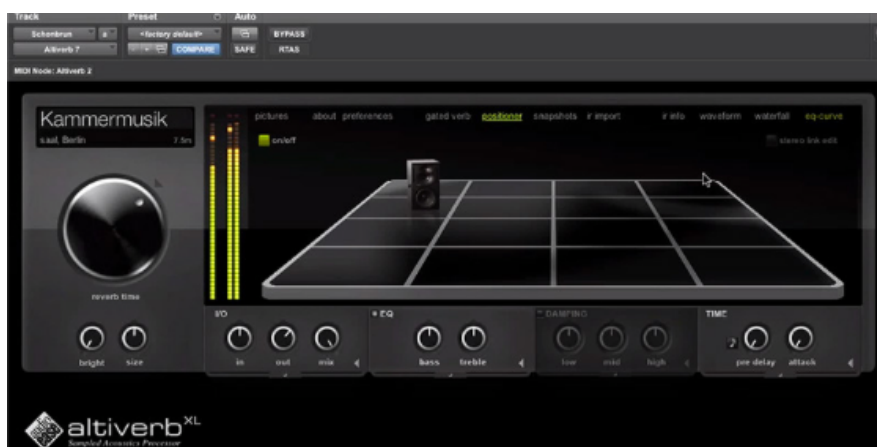 Track Preset Auto
Schonbrun a <factory default> BYPASS
Altiverb 7 COMPARE SAFE RTAS
MIDI Node: Altiverb 2
Kammermusik
saal, Berlin 7.5m
pictures about preferences gated verb positioner snapshots ir import ir info waveform waterfall eq-curve
on/off stereo link edit
reverb time
I/O EQ DAMPING TIME
bright size in out mix bass treble low mid high pre delay attack
altiverb XL
Sampled Acoustics Processor